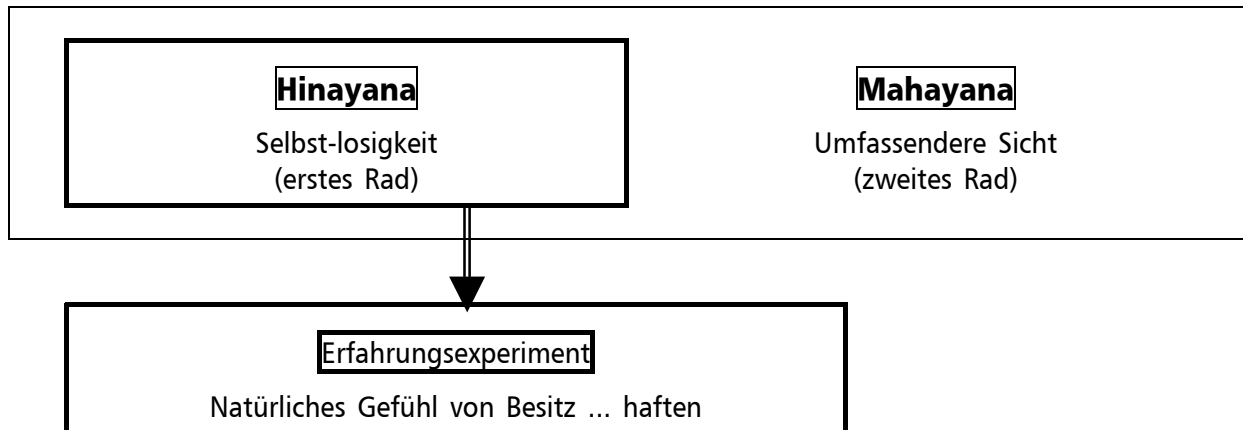 Hinayana
Selbst-losigkeit
(erstes Rad)
Mahayana
Umfassendere Sicht
(zweites Rad)
Erfahrungsexperiment
Natürliches Gefühl von Besitz ... haften